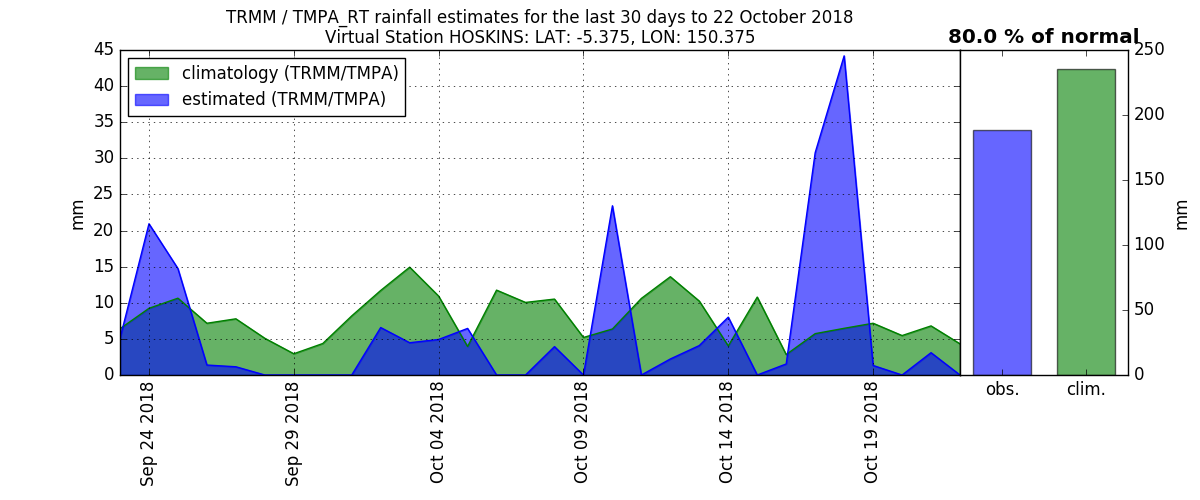 TRMM / TMPA_RT rainfall estimates for the last 30 days to 22 October 2018
Virtual Station HOSKINS: LAT: -5.375, LON: 150.375
80.0 % of normal
climatology (TRMM/TMPA)
estimated (TRMM/TMPA)
mm
45
40
35
30
25
20
15
10
5
0
Sep 24 2018
Sep 29 2018
Oct 04 2018
Oct 09 2018
Oct 14 2018
Oct 19 2018
250
200
150
100
50
0
mm
obs.
clim.